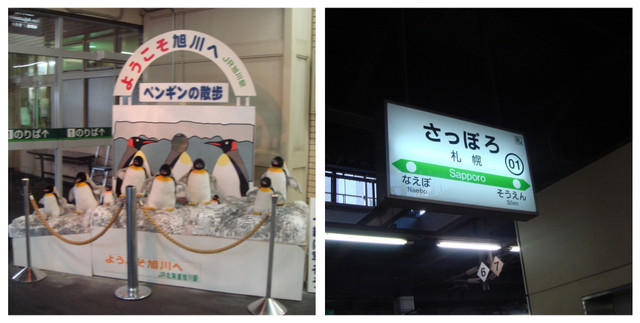 ようこそ旭川へ
JR旭川駅
ペンギンの散歩
1のりば↑
1のりば↑
ようこそ旭川へ
JR北海道旭川駅
さっぽろ
札幌
01
Sapporo
なえぼ
Naebo
そうえん
Sōen
6
7